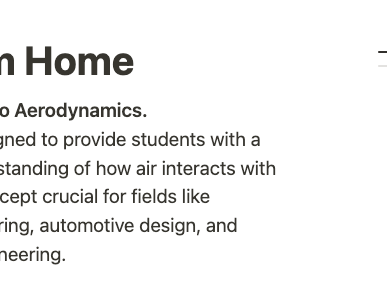 m Home
o Aerodynamics.
gned to provide students with a
standing of how air interacts with
cept crucial for fields like
ring, automotive design, and
neering.